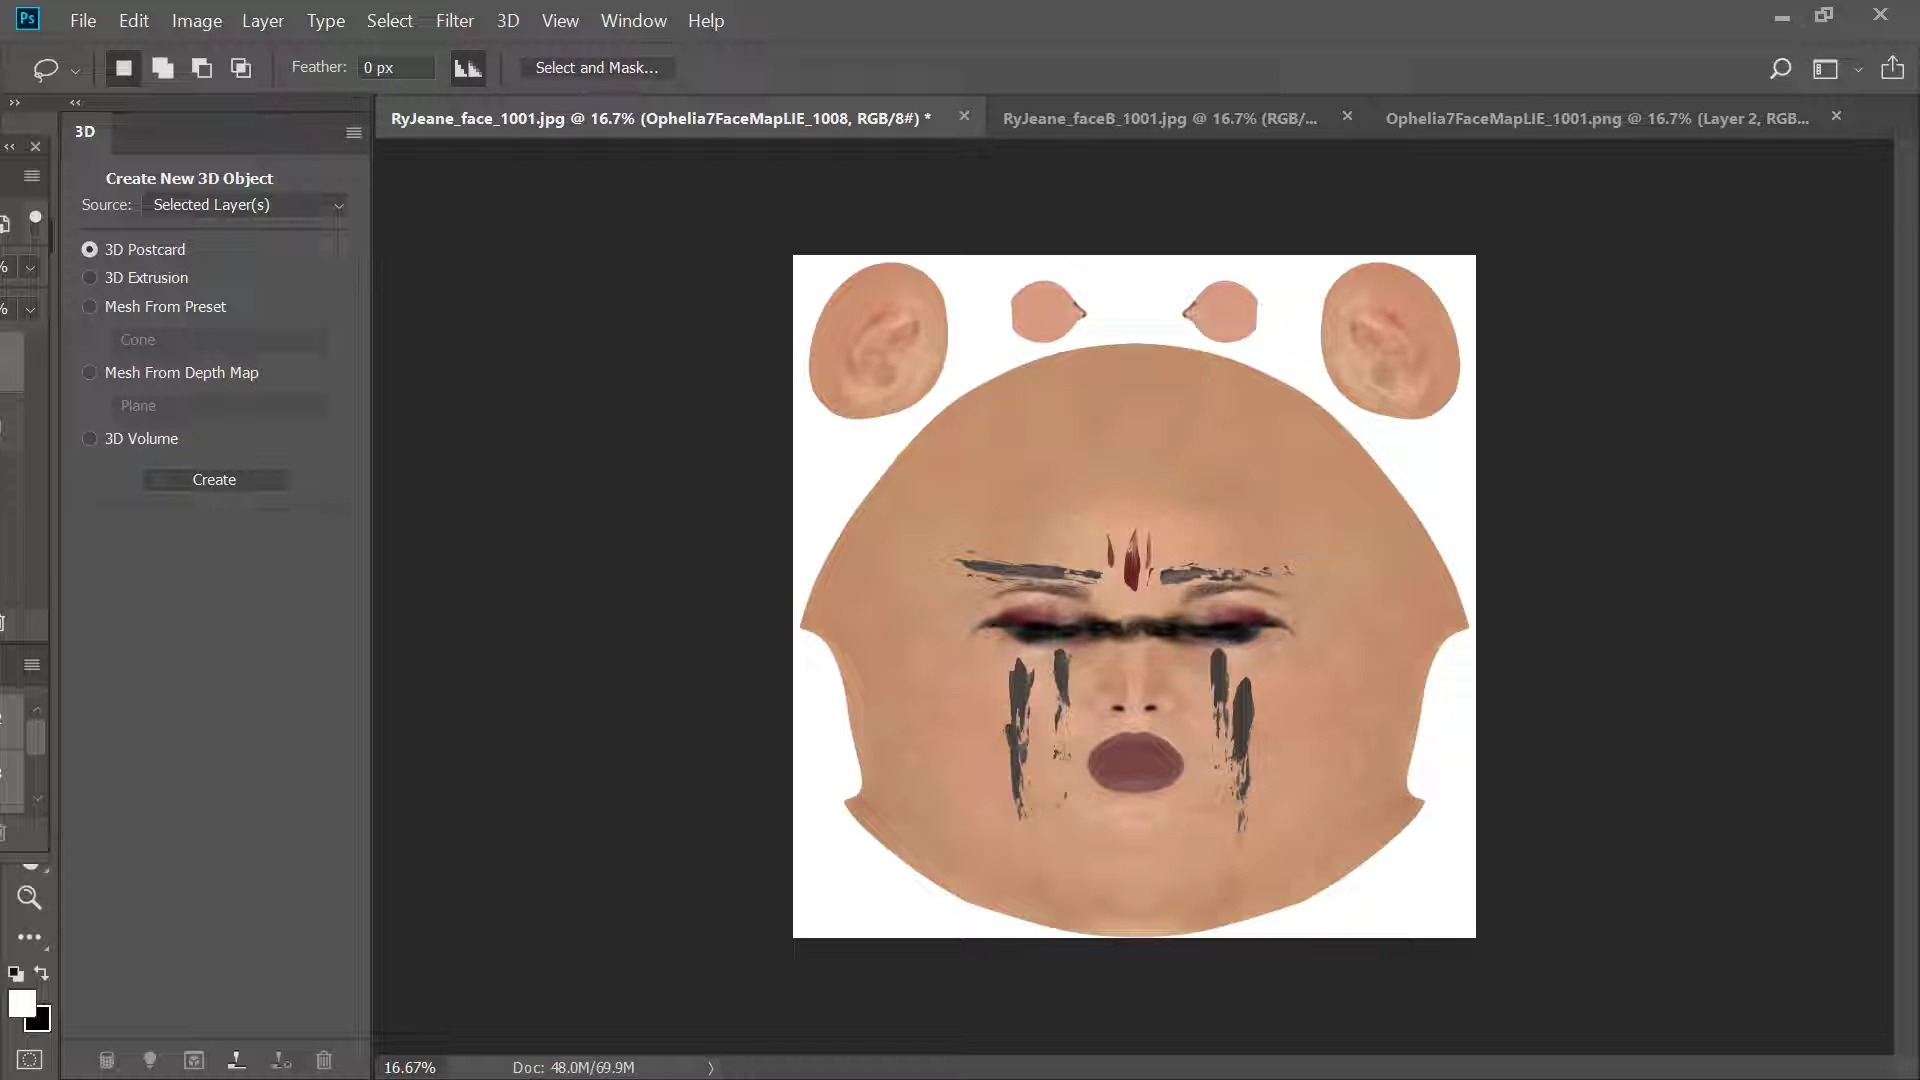 Ps File Edit Image Layer Type Select Filter 3D View Window Help
Feather: 0 px Select and Mask...
RyJeane_face_1001.jpg @ 16.7% (Ophelia7FaceMapLIE_1008, RGB/8#) * RyJeane_faceB_1001.jpg @ 16.7% (RGB/... Ophelia7FaceMapLIE_1001.png @ 16.7% (Layer 2, RGB...
3D
Create New 3D Object
Source: Selected Layer(s)
3D Postcard
3D Extrusion
Mesh From Preset
Cone
Mesh From Depth Map
Plane
3D Volume
Create
%
%
16.67% Doc: 48.0M/69.9M